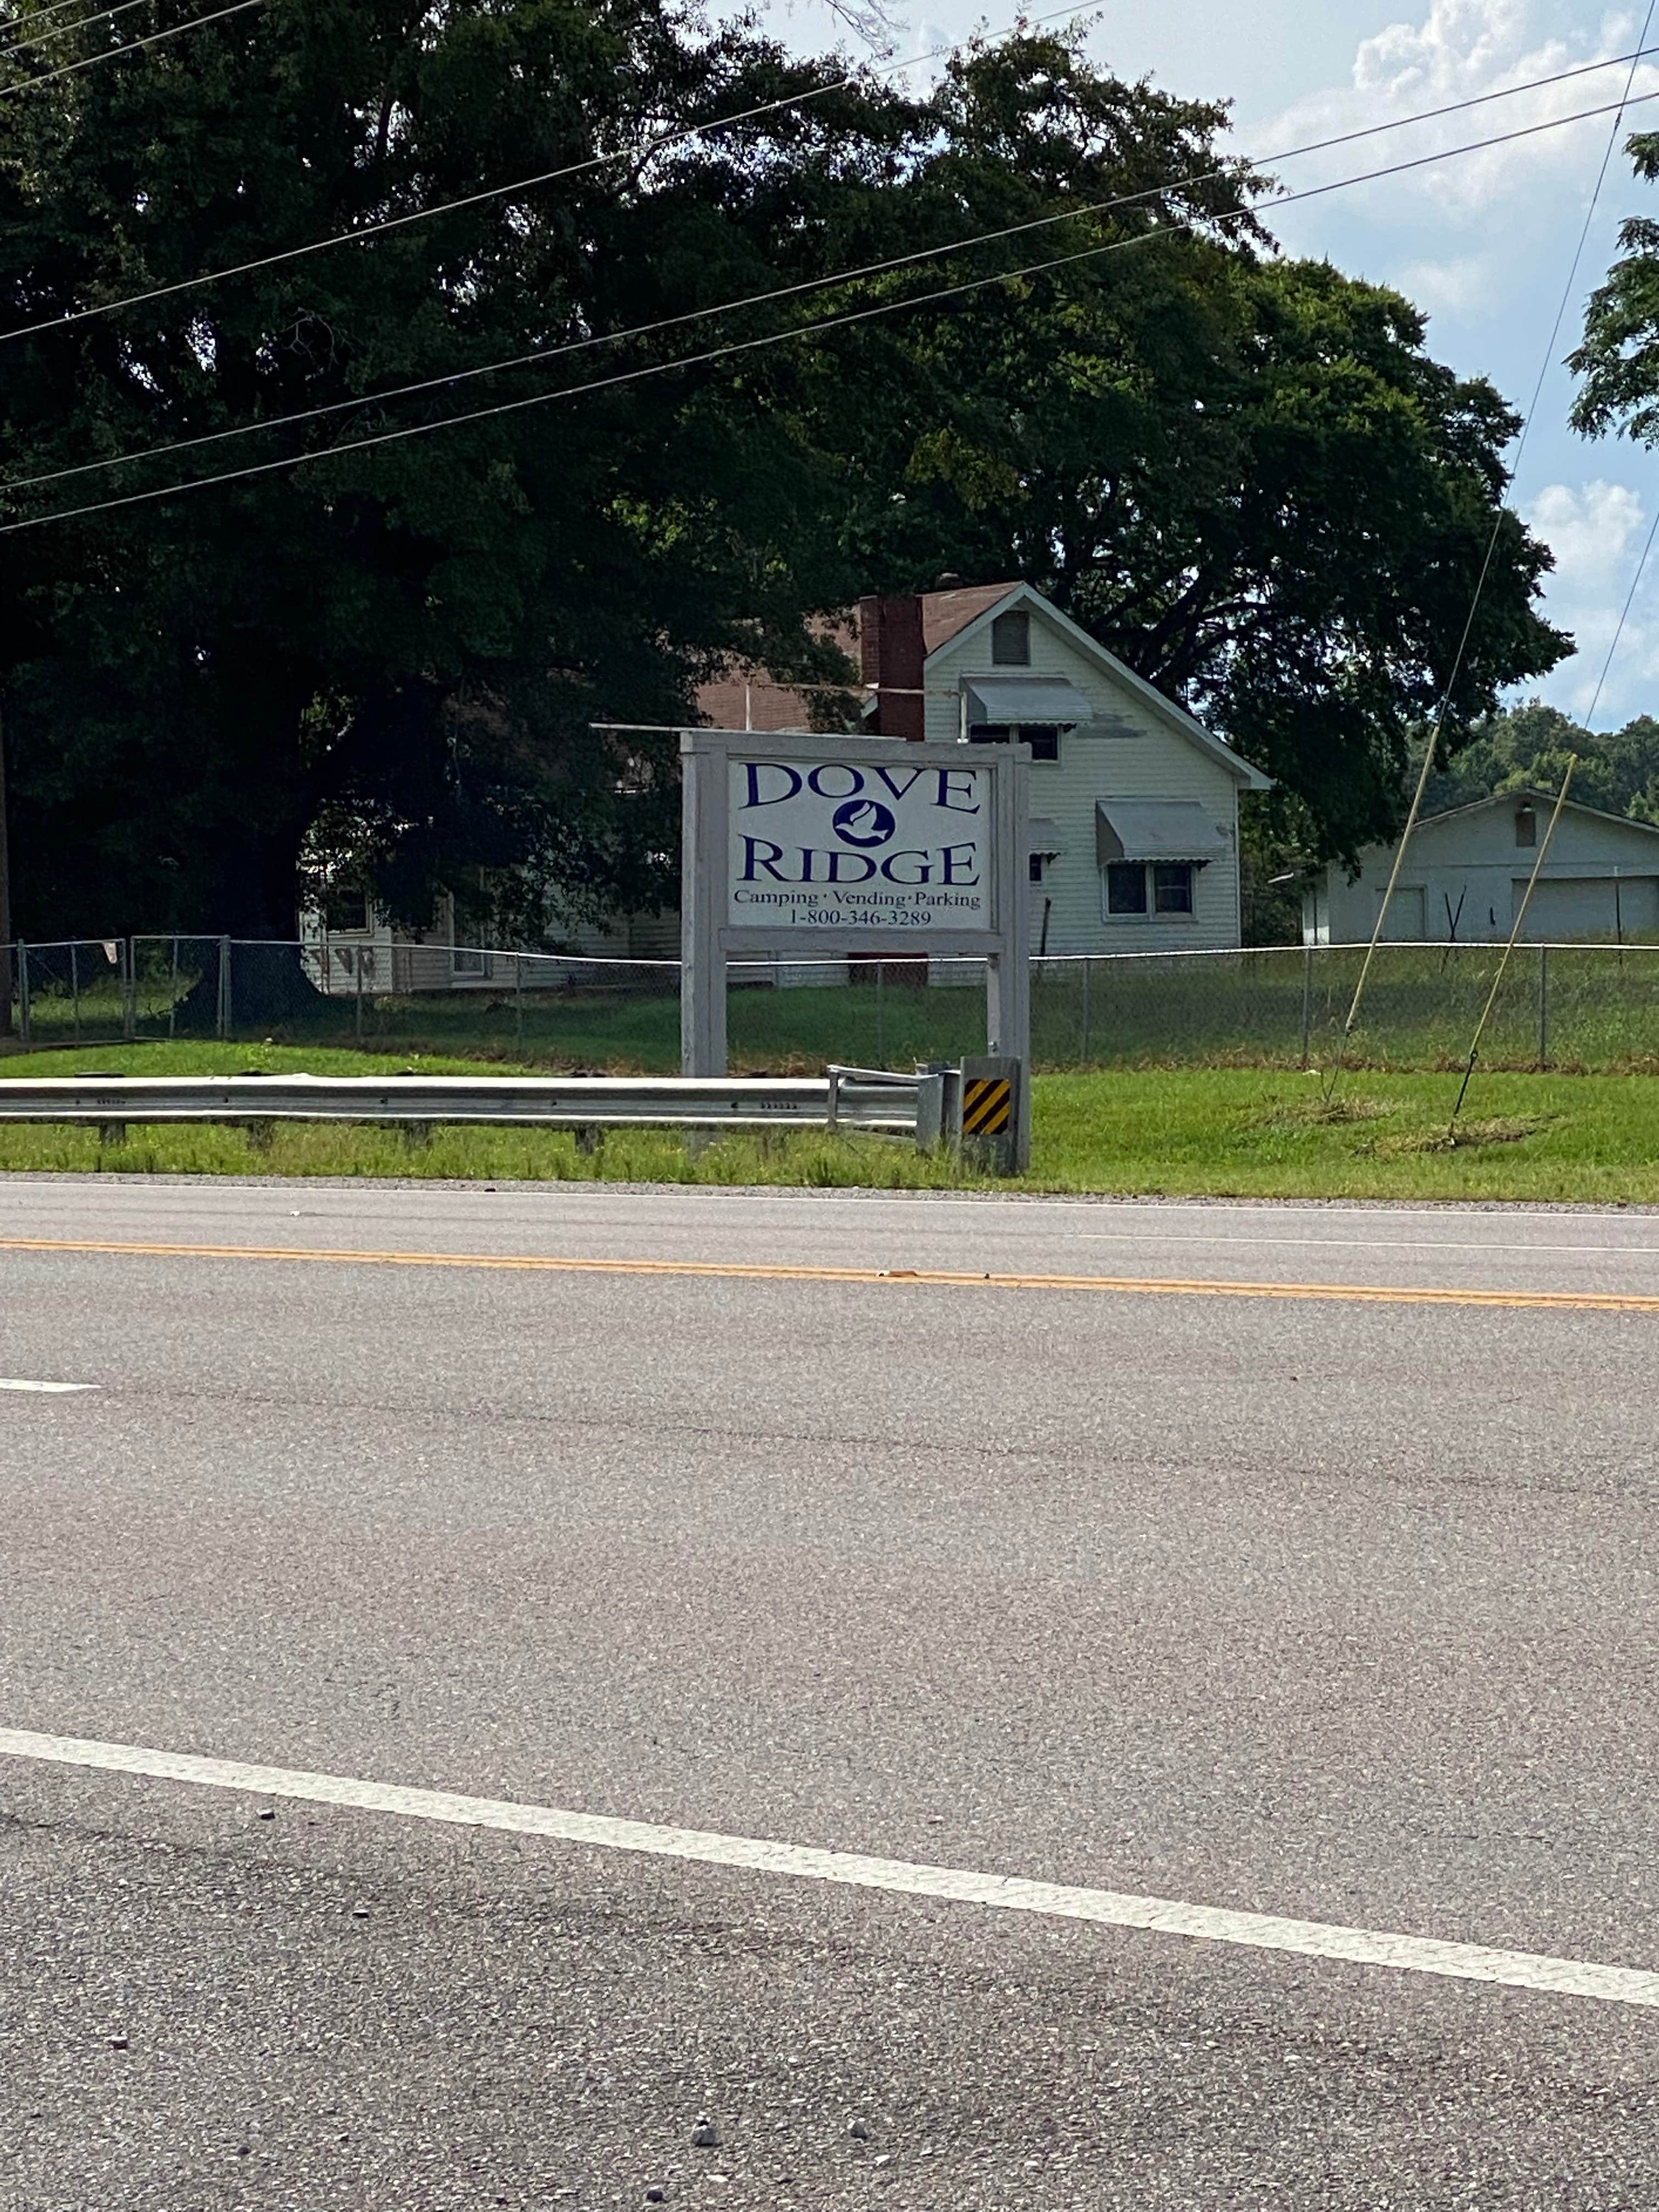 DOVE
RIDGE
Camping · Vending · Parking
1-800-346-3289